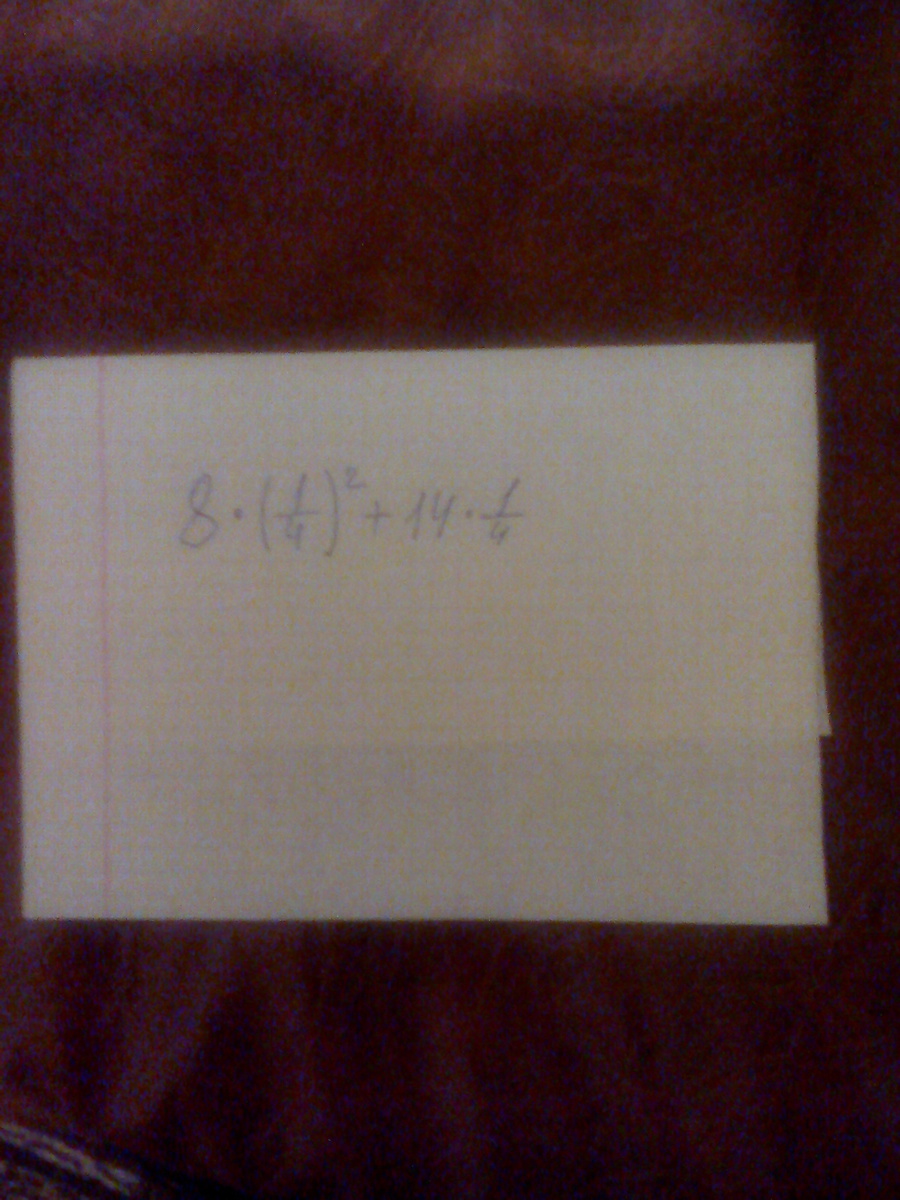 8 · (1/4)² + 14 · 1/4